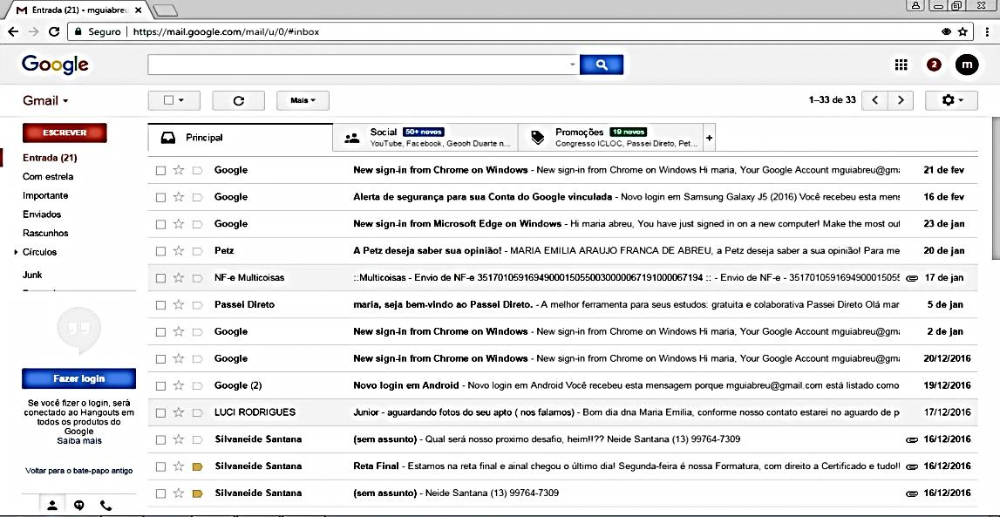 Entrada (21) - mguiabreu
Seguro https://mail.google.com/mail/u/0/#inbox
Google
2 m
Gmail Mais 1–33 de 33
ESCREVER
Entrada (21)
Com estrela
Importante
Enviados
Rascunhos
Círculos
Junk
Fazer login
Se você fizer o login, será
conectado ao Hangouts em
todos os produtos do
Google
Saiba mais
Voltar para o bate-papo antigo
Principal
Social 50+ novos
YouTube, Facebook, Geoofh Duarte n...
Promoções 19 novos
Congresso ICLOC, Passei Direto, Pet...
+
Google New sign-in from Chrome on Windows - New sign-in from Chrome on Windows Hi maria, Your Google Account mguiabreu@gm 21 de fev
Google Alerta de segurança para sua Conta do Google vinculada - Novo login em Samsung Galaxy J5 (2016) Você recebeu esta mens 16 de fev
Google New sign-in from Microsoft Edge on Windows - Hi maria abreu, You have just signed in on a new computer! Make the most out 23 de jan
Petz A Petz deseja saber sua opinião! - MARIA EMILIA ARAUJO FRANCA DE ABREU, a Petz deseja saber a sua opinião! Para me 20 de jan
NF-e Multicoisas ::Multicoisas - Envio de NF-e 35170105916949000150550030000067191000067194 :: - Envio de NF-e - 3517010591694900015055 17 de jan
Passei Direto maria, seja bem-vindo ao Passei Direto. - A melhor ferramenta para seus estudos: gratuita e colaborativa Passei Direto Olá mar 5 de jan
Google New sign-in from Chrome on Windows - New sign-in from Chrome on Windows Hi maria, Your Google Account mguiabreu@gm 2 de jan
Google New sign-in from Chrome on Windows - New sign-in from Chrome on Windows Hi maria, Your Google Account mguiabreu@gm 20/12/2016
Google (2) Novo login em Android - Novo login em Android Você recebeu esta mensagem porque mguiabreu@gmail.com está listado como 19/12/2016
LUCI RODRIGUES Junior - aguardando fotos do seu apto ( nos falamos) - Bom dia dna Maria Emilia, conforme nosso contato estarei no aguardo de p 17/12/2016
Silvaneide Santana (sem assunto) - Qual será nosso proximo desafio, heim!!?? Neide Santana (13) 99764-7309 16/12/2016
Silvaneide Santana Reta Final - Estamos na reta final e ainal chegou o último dia! Segunda-feira é nossa Formatura, com direito a Certificado e tudo!! 16/12/2016
Silvaneide Santana (sem assunto) - Neide Santana (13) 99764-7309 16/12/2016